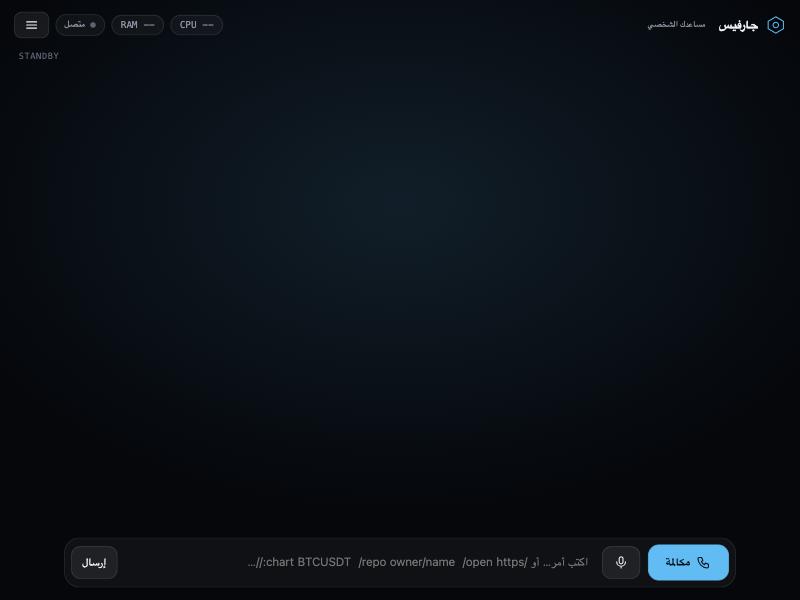 جارفيس مساعدك الشخصي CPU —— RAM —— متصل
STANDBY
مكالمة اكتب أمر... أو /chart BTCUSDT /repo owner/name /open https://... إرسال